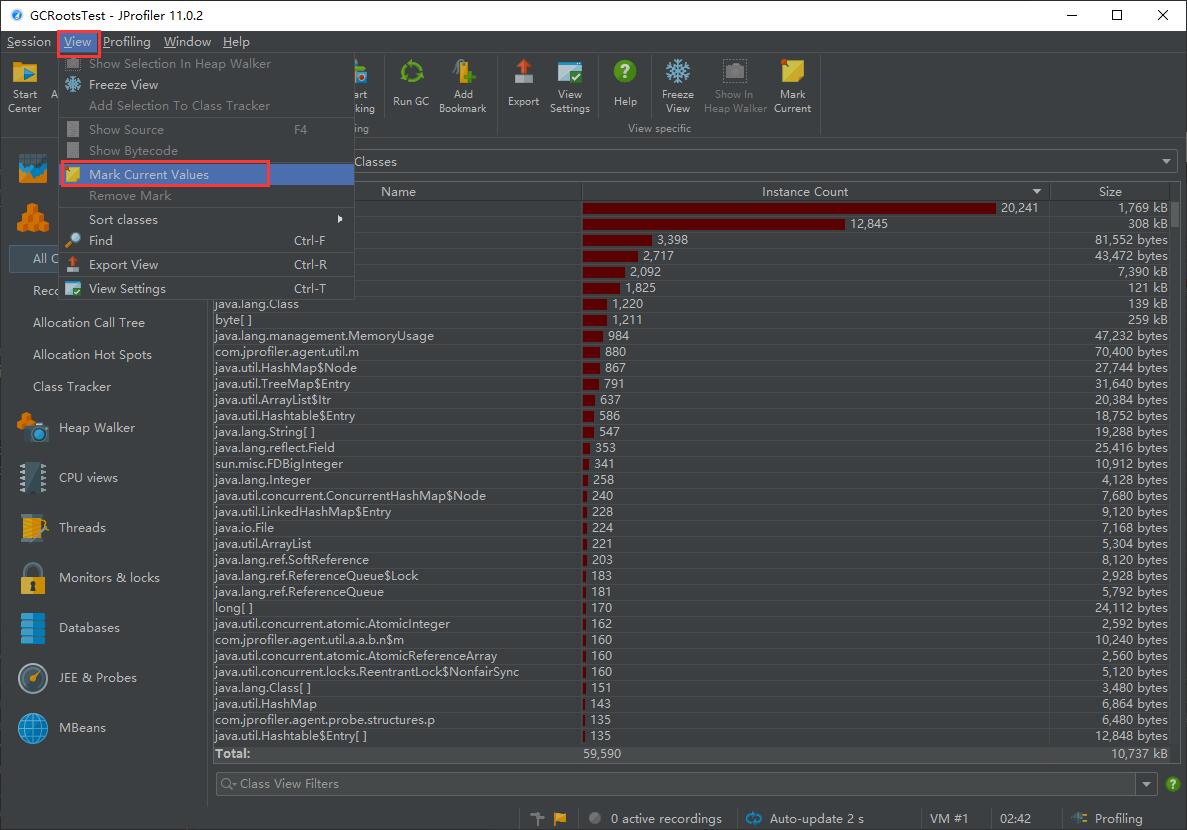 GCRootsTest - JProfiler 11.0.2
Session View Profiling Window Help
Start Center
A
art king
Run GC
Add Bookmark
Export
View Settings
Help
Freeze View
Show In Heap Walker
Mark Current
ing
View specific
Show Selection In Heap Walker
Freeze View
Add Selection To Class Tracker
Show Source F4
Show Bytecode
Mark Current Values
Remove Mark
Sort classes
Find Ctrl-F
Export View Ctrl-R
View Settings Ctrl-T
All C
Rec
Allocation Call Tree
Allocation Hot Spots
Class Tracker
Heap Walker
CPU views
Threads
Monitors & locks
Databases
JEE & Probes
MBeans
Classes
Name Instance Count Size
20,241 1,769 kB
12,845 308 kB
3,398 81,552 bytes
2,717 43,472 bytes
2,092 7,390 kB
1,825 121 kB
java.lang.Class 1,220 139 kB
byte[ ] 1,211 259 kB
java.lang.management.MemoryUsage 984 47,232 bytes
com.jprofiler.agent.util.m 880 70,400 bytes
java.util.HashMap$Node 867 27,744 bytes
java.util.TreeMap$Entry 791 31,640 bytes
java.util.ArrayList$Itr 637 20,384 bytes
java.util.Hashtable$Entry 586 18,752 bytes
java.lang.String[ ] 547 19,288 bytes
java.lang.reflect.Field 353 25,416 bytes
sun.misc.FDBigInteger 341 10,912 bytes
java.lang.Integer 258 4,128 bytes
java.util.concurrent.ConcurrentHashMap$Node 240 7,680 bytes
java.util.LinkedHashMap$Entry 228 9,120 bytes
java.io.File 224 7,168 bytes
java.util.ArrayList 221 5,304 bytes
java.lang.ref.SoftReference 203 8,120 bytes
java.lang.ref.ReferenceQueue$Lock 183 2,928 bytes
java.lang.ref.ReferenceQueue 181 5,792 bytes
long[ ] 170 24,112 bytes
java.util.concurrent.atomic.AtomicInteger 162 2,592 bytes
com.jprofiler.agent.util.a.a.b.n$m 160 10,240 bytes
java.util.concurrent.atomic.AtomicReferenceArray 160 2,560 bytes
java.util.concurrent.locks.ReentrantLock$NonfairSync 160 5,120 bytes
java.lang.Class[ ] 151 3,480 bytes
java.util.HashMap 143 6,864 bytes
com.jprofiler.agent.probe.structures.p 135 6,480 bytes
java.util.Hashtable$Entry[ ] 135 12,848 bytes
Total: 59,590 10,737 kB
Class View Filters
0 active recordings Auto-update 2 s VM #1 02:42 Profiling